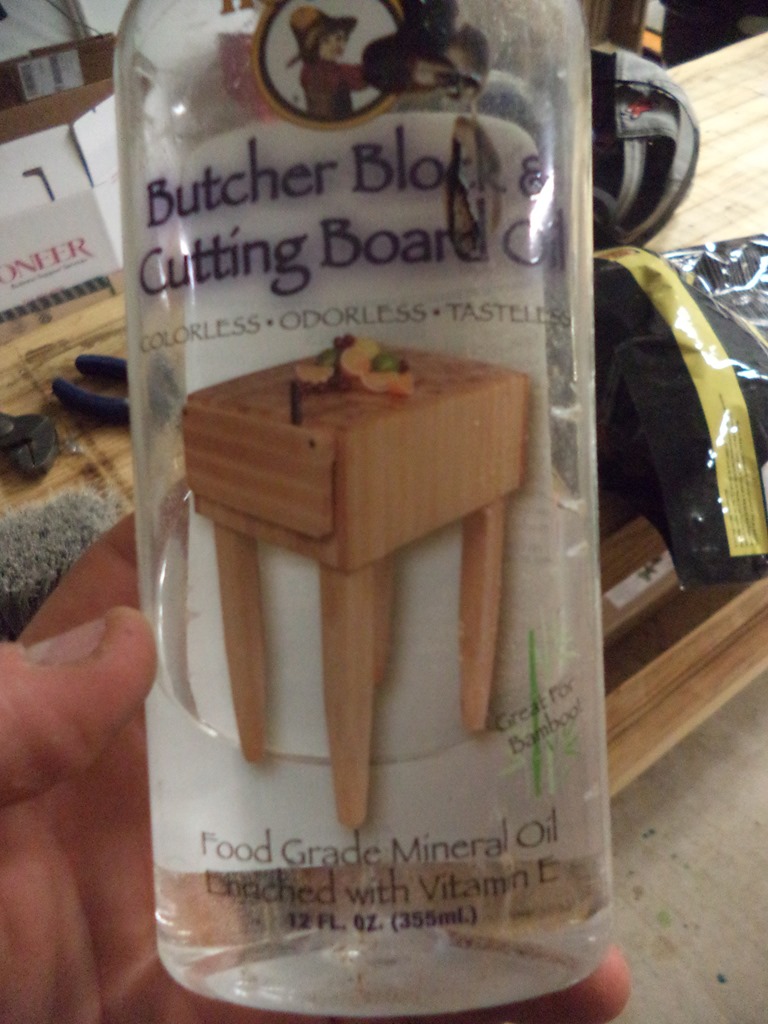 Butcher Block &
Cutting Board Oil
COLORLESS • ODORLESS • TASTELESS
Great For
Bamboo!
Food Grade Mineral Oil
Enriched with Vitamin E
12 FL. OZ. (355mL)
ONEER